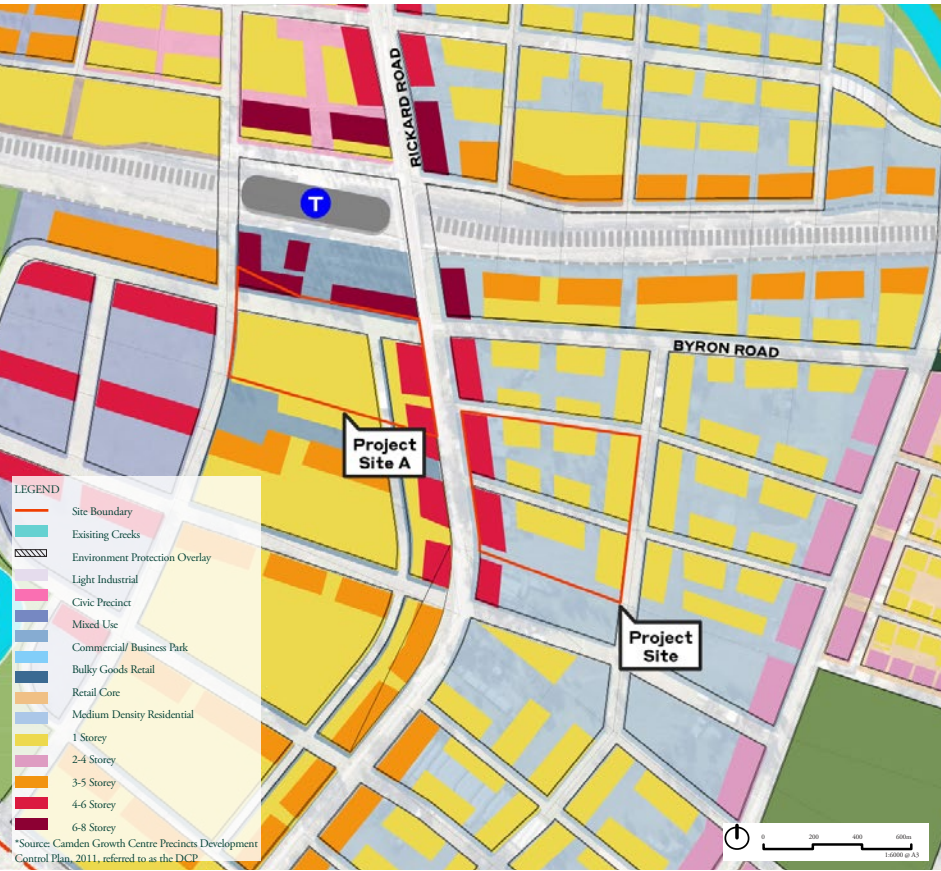 RICKARD ROAD
T
BYRON ROAD
Project
Site A
Project
Site
LEGEND
Site Boundary
Exisiting Creeks
Environment Protection Overlay
Light Industrial
Civic Precinct
Mixed Use
Commercial/ Business Park
Bulky Goods Retail
Retail Core
Medium Density Residential
1 Storey
2-4 Storey
3-5 Storey
4-6 Storey
6-8 Storey
*Source: Camden Growth Centre Precincts Development
Control Plan, 2011, referred to as the DCP
0 200 400 600m
1:6000 @ A3